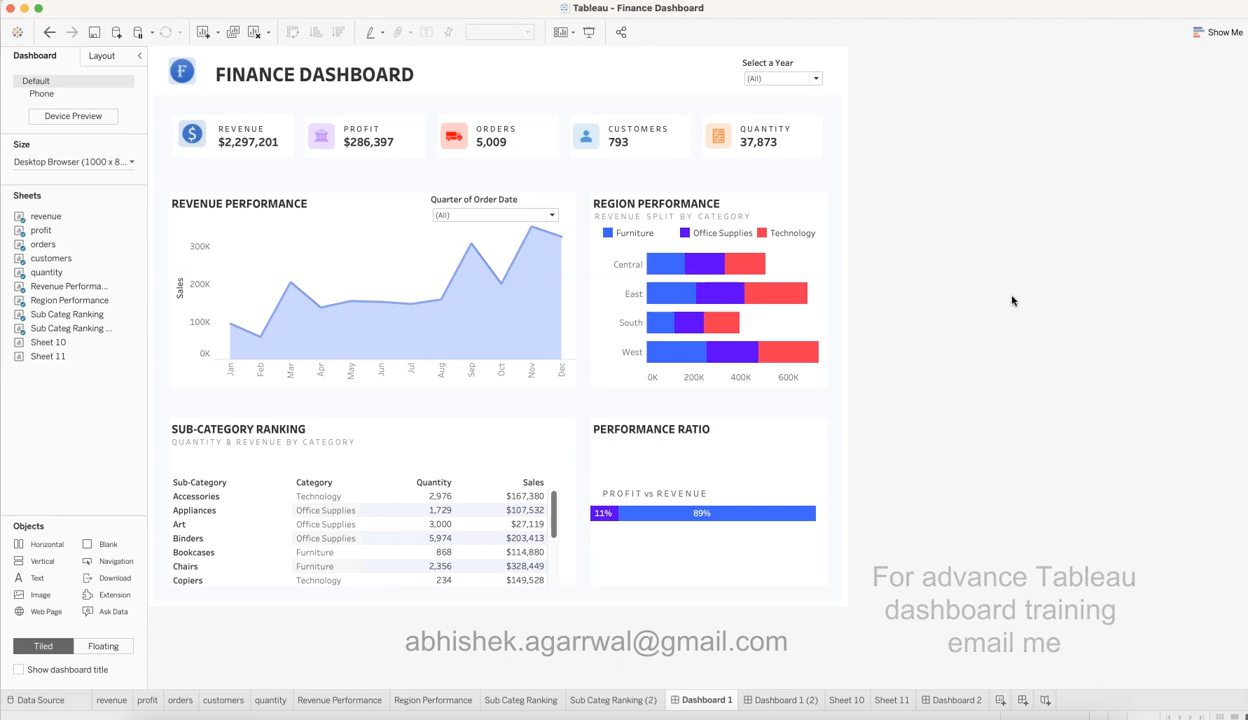 Tableau - Finance Dashboard
Show Me
Dashboard Layout
Default
Phone
Device Preview
Size
Desktop Browser (1000 x 8...
Sheets
revenue
profit
orders
customers
quantity
Revenue Performa...
Region Performance
Sub Categ Ranking
Sub Categ Ranking ...
Sheet 10
Sheet 11
Objects
Horizontal Blank
Vertical Navigation
A Text Download
Image Extension
Web Page Ask Data
Tiled Floating
Show dashboard title
F
FINANCE DASHBOARD
Select a Year
(All)
$
REVENUE
$2,297,201
PROFIT
$286,397
ORDERS
5,009
CUSTOMERS
793
QUANTITY
37,873
REVENUE PERFORMANCE
Quarter of Order Date
(All)
Sales
300K
200K
100K
0K
Jan Feb Mar Apr May Jun Jul Aug Sep Oct Nov Dec
REGION PERFORMANCE
REVENUE SPLIT BY CATEGORY
Furniture Office Supplies Technology
Central
East
South
West
0K 200K 400K 600K
SUB-CATEGORY RANKING
QUANTITY & REVENUE BY CATEGORY
Sub-Category Category Quantity Sales
Accessories Technology 2,976 $167,380
Appliances Office Supplies 1,729 $107,532
Art Office Supplies 3,000 $27,119
Binders Office Supplies 5,974 $203,413
Bookcases Furniture 868 $114,880
Chairs Furniture 2,356 $328,449
Copiers Technology 234 $149,528
PERFORMANCE RATIO
PROFIT vs REVENUE
11% 89%
For advance Tableau
dashboard training
email me
abhishek.agarrwal@gmail.com
Data Source revenue profit orders customers quantity Revenue Performance Region Performance Sub Categ Ranking Sub Categ Ranking (2) Dashboard 1 Dashboard 1 (2) Sheet 10 Sheet 11 Dashboard 2